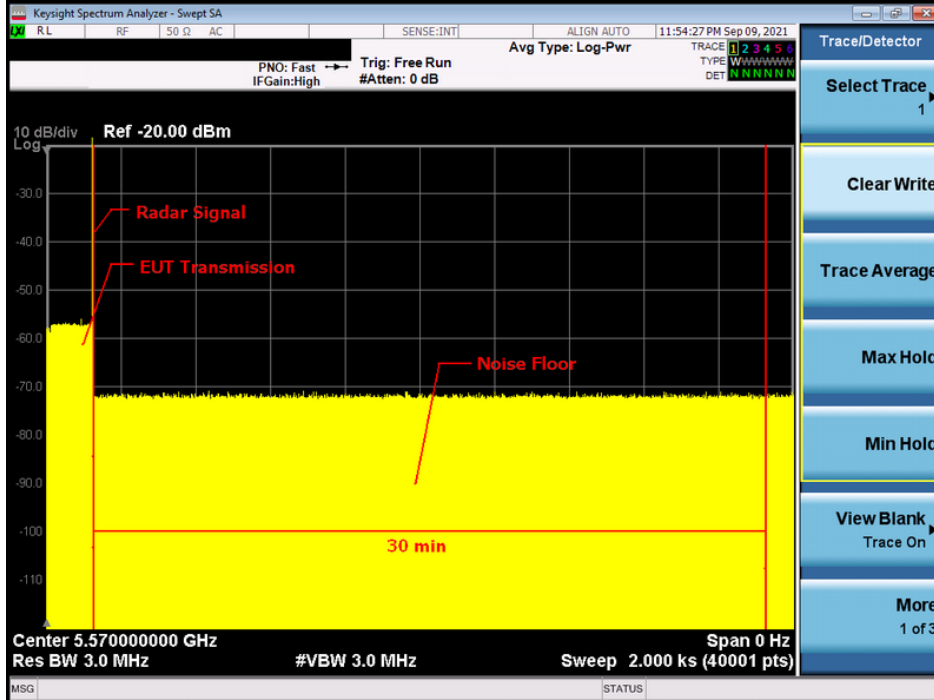 Keysight Spectrum Analyzer - Swept SA
LXI RL RF 50 Ω AC SENSE:INT ALIGN AUTO 11:54:27 PM Sep 09, 2021
Avg Type: Log-Pwr
TRACE 1 2 3 4 5 6
TYPE WWWWWW
DET N N N N N N
PNO: Fast
IFGain:High
Trig: Free Run
#Atten: 0 dB
10 dB/div
Log
Ref -20.00 dBm
-30.0
-40.0
-50.0
-60.0
-70.0
-80.0
-90.0
-100
-110
Radar Signal
EUT Transmission
Noise Floor
30 min
Center 5.570000000 GHz
Span 0 Hz
Res BW 3.0 MHz
#VBW 3.0 MHz
Sweep 2.000 ks (40001 pts)
MSG
STATUS
Trace/Detector
Select Trace
1
Clear Write
Trace Average
Max Hold
Min Hold
View Blank
Trace On
More
1 of 3